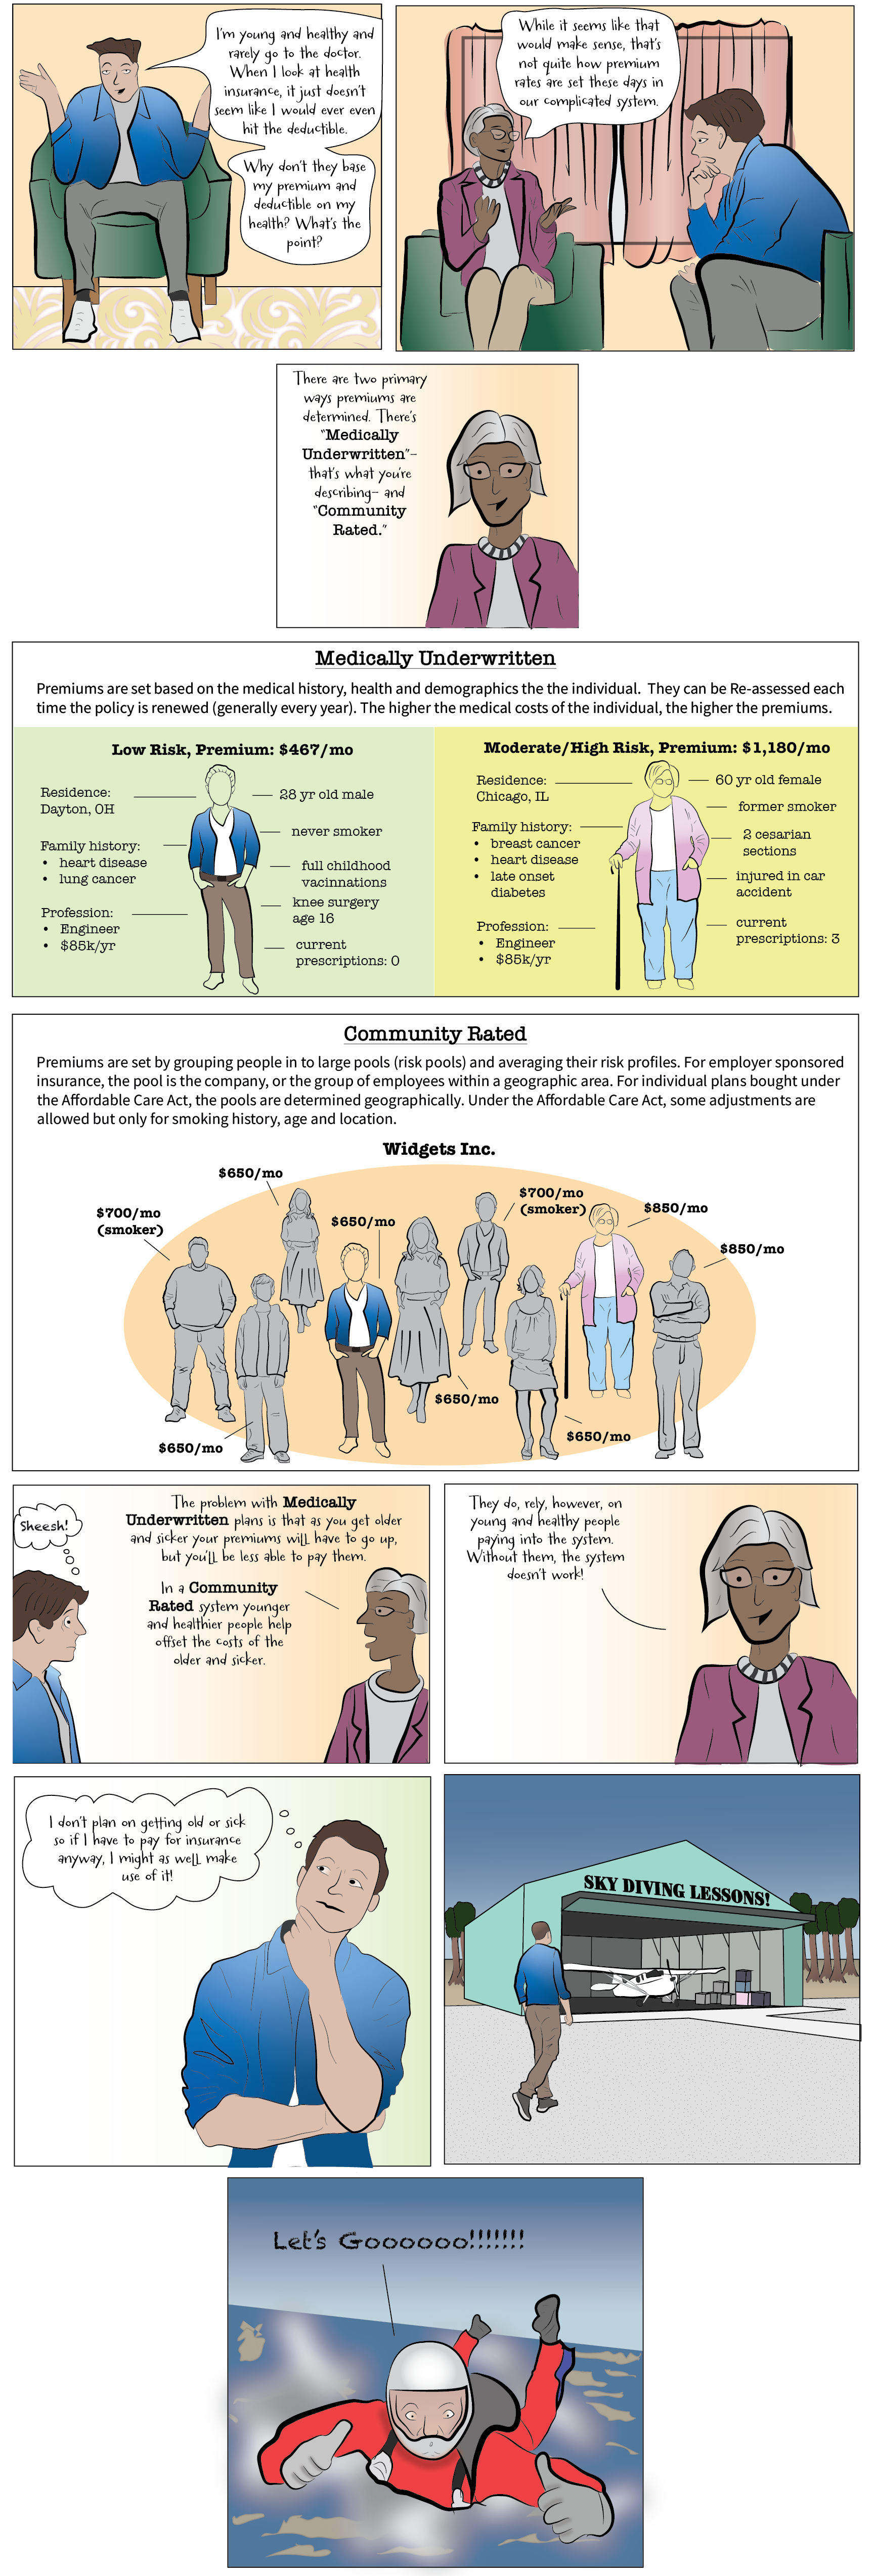 I'm young and healthy and
rarely go to the doctor.
When I look at health
insurance, it just doesn't
seem like I would ever even
hit the deductible.
Why don't they base
my premium and
deductible on my
health? What's the
point?
While it seems like that
would make sense, that's
not quite how premium
rates are set these days in
our complicated system.
There are two primary
ways premiums are
determined. There's
"Medically
Underwritten"-
that's what you're
describing- and
"Community
Rated."
Medically Underwritten
Premiums are set based on the medical history, health and demographics the the individual. They can be Re-assessed each
time the policy is renewed (generally every year). The higher the medical costs of the individual, the higher the premiums.
Low Risk, Premium: $467/mo
Residence:
Dayton, OH
Family history:
• heart disease
• lung cancer
Profession:
• Engineer
• $85k/yr
28 yr old male
never smoker
full childhood
vacinnations
knee surgery
age 16
current
prescriptions: 0
Moderate/High Risk, Premium: $1,180/mo
Residence:
Chicago, IL
Family history:
• breast cancer
• heart disease
• late onset
diabetes
Profession:
• Engineer
• $85k/yr
60 yr old female
former smoker
2 cesarian
sections
injured in car
accident
current
prescriptions: 3
Community Rated
Premiums are set by grouping people in to large pools (risk pools) and averaging their risk profiles. For employer sponsored
insurance, the pool is the company, or the group of employees within a geographic area. For individual plans bought under
the Affordable Care Act, the pools are determined geographically. Under the Affordable Care Act, some adjustments are
allowed but only for smoking history, age and location.
Widgets Inc.
$700/mo
(smoker)
$650/mo
$650/mo
$700/mo
(smoker)
$850/mo
$850/mo
$650/mo
$650/mo
$650/mo
Sheesh!
The problem with Medically
Underwritten plans is that as you get older
and sicker your premiums will have to go up,
but you'll be less able to pay them.
In a Community
Rated system younger
and healthier people help
offset the costs of the
older and sicker.
They do, rely, however, on
young and healthy people
paying into the system.
Without them, the system
doesn't work!
I don't plan on getting old or sick
so if I have to pay for insurance
anyway, I might as well make
use of it!
SKY DIVING LESSONS!
Let's Goooooo!!!!!!!